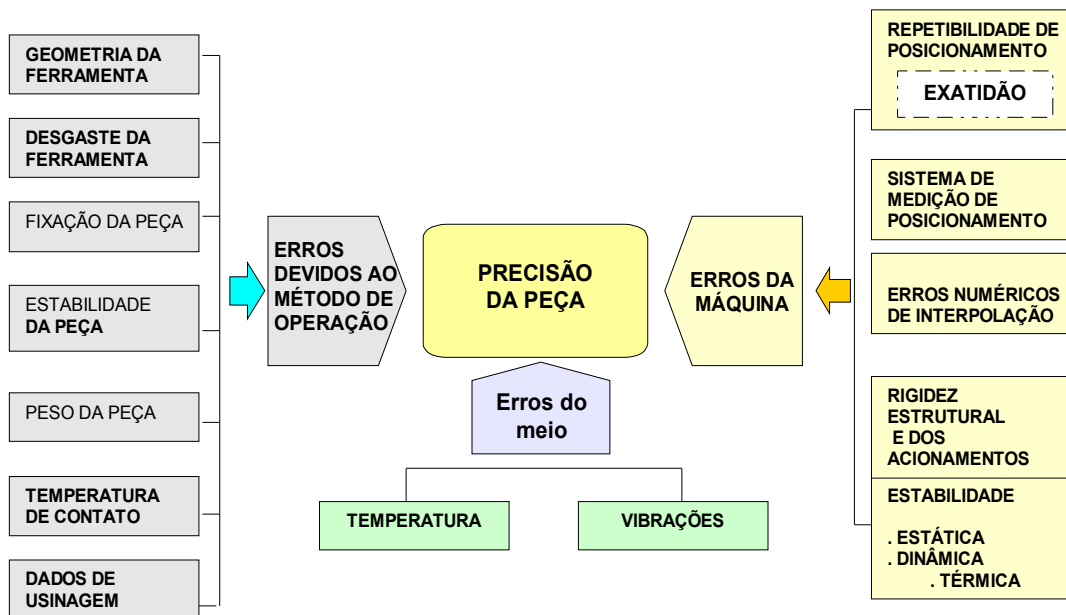 GEOMETRIA DA
FERRAMENTA
DESGASTE DA
FERRAMENTA
FIXAÇÃO DA PEÇA
ESTABILIDADE
DA PEÇA
PESO DA PEÇA
TEMPERATURA
DE CONTATO
DADOS DE
USINAGEM
ERROS
DEVIDOS AO
MÉTODO DE
OPERAÇÃO
PRECISÃO
DA PEÇA
Erros do
meio
TEMPERATURA
VIBRAÇÕES
ERROS DA
MÁQUINA
REPETIBILIDADE DE
POSICIONAMENTO
EXATIDÃO
SISTEMA DE
MEDIÇÃO DE
POSICIONAMENTO
ERROS NUMÉRICOS
DE INTERPOLAÇÃO
RIGIDEZ
ESTRUTURAL
E DOS
ACIONAMENTOS
ESTABILIDADE
. ESTÁTICA
. DINÂMICA
. TÉRMICA